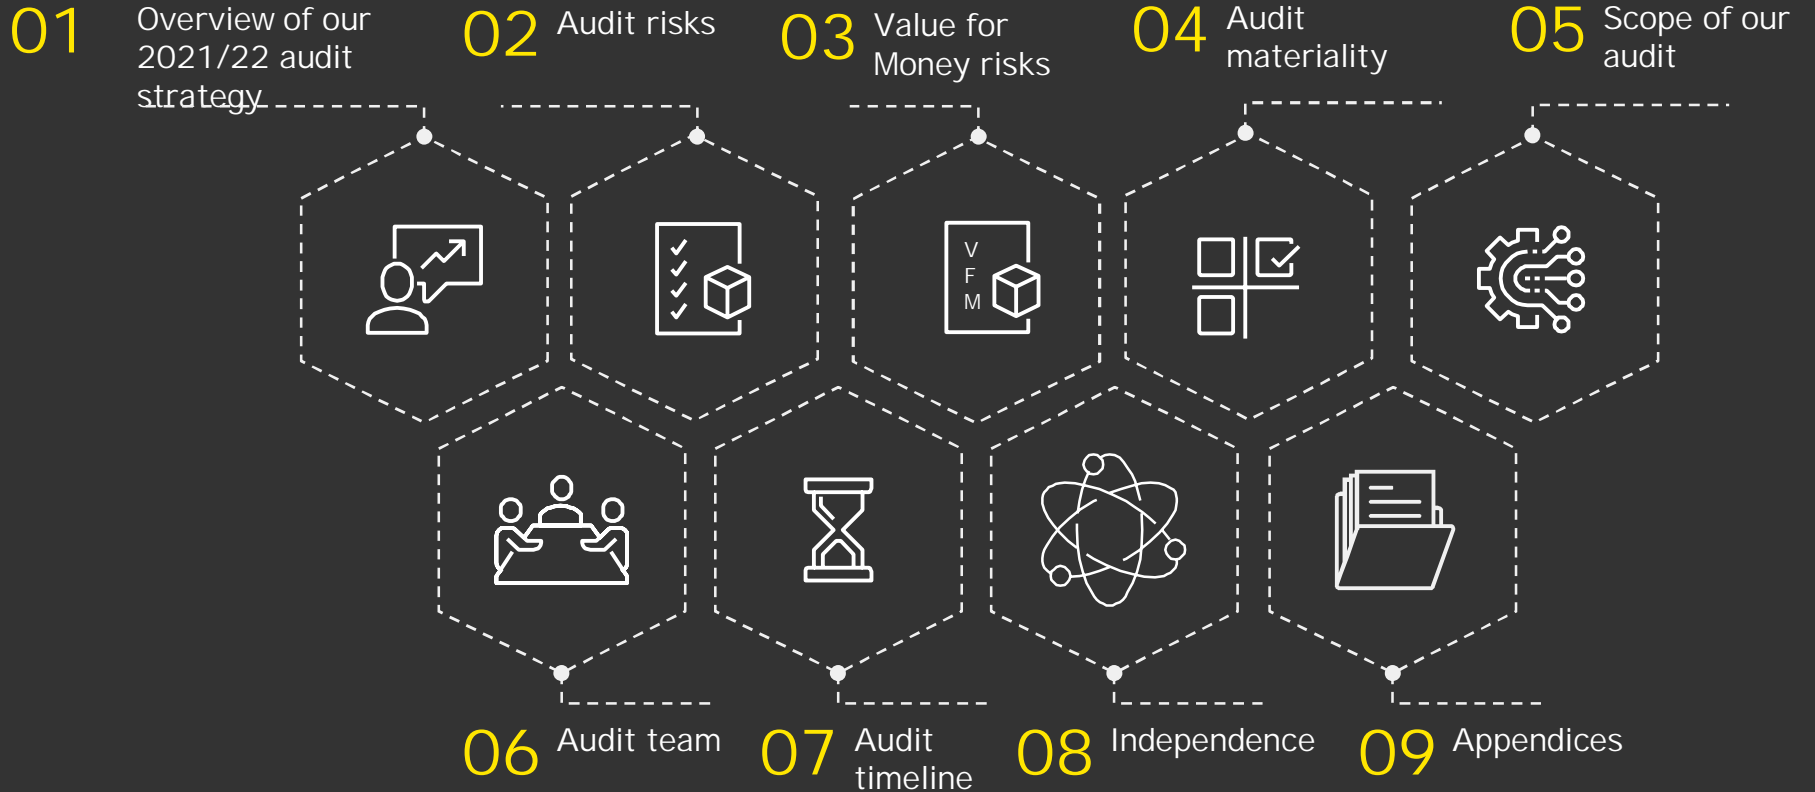 01
Overview of our
2021/22 audit
strategy
02
Audit risks
03
Value for
Money risks
04
Audit
materiality
05
Scope of our
audit
V
F
M
06
Audit team
07
Audit
timeline
08
Independence
09
Appendices